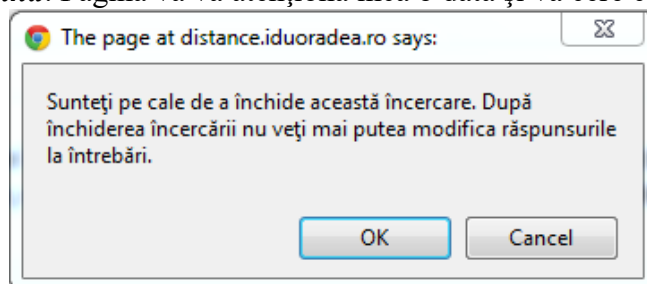 The page at distance.iduoradea.ro says:
Sunteţi pe cale de a închide această încercare. După
închiderea încercării nu veţi mai putea modifica răspunsurile
la întrebări.
OK Cancel